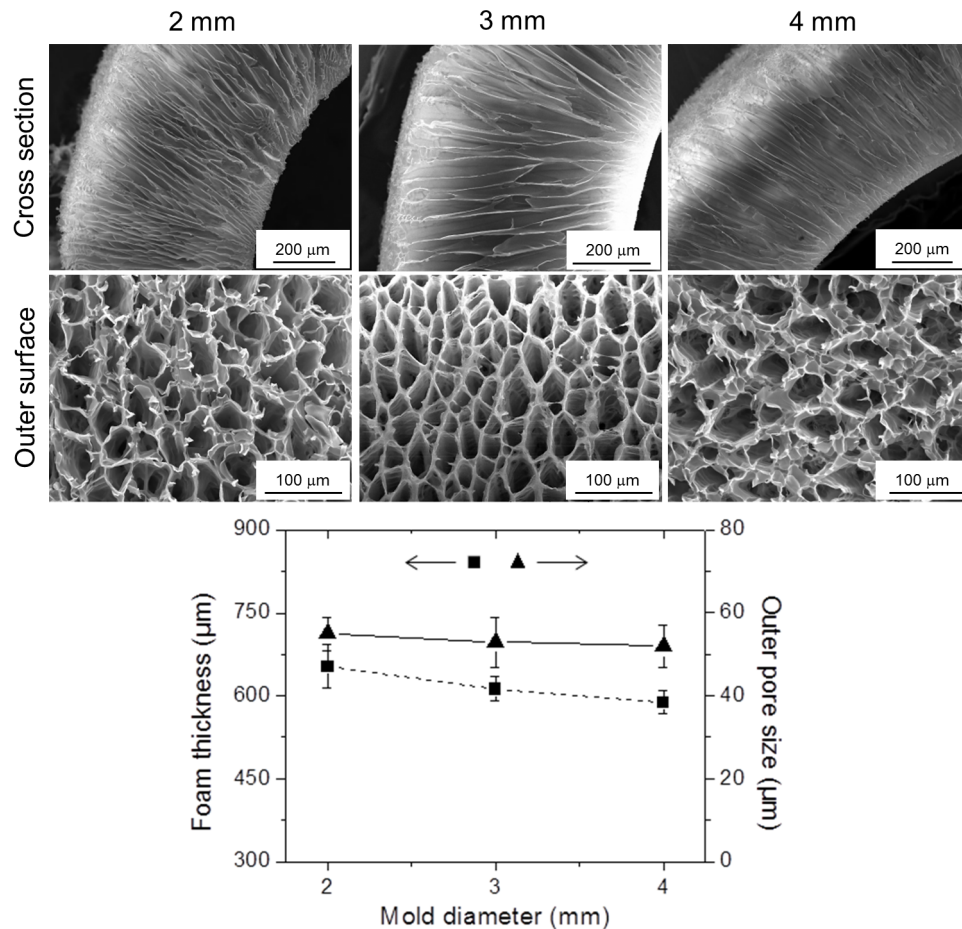 2 mm 3 mm 4 mm
Cross section
200 μm 200 μm 200 μm
Outer surface
100 μm 100 μm 100 μm
900 80
750 60
600 40
450 20
300 0
Foam thickness (μm)
Outer pore size (μm)
2 3 4
Mold diameter (mm)